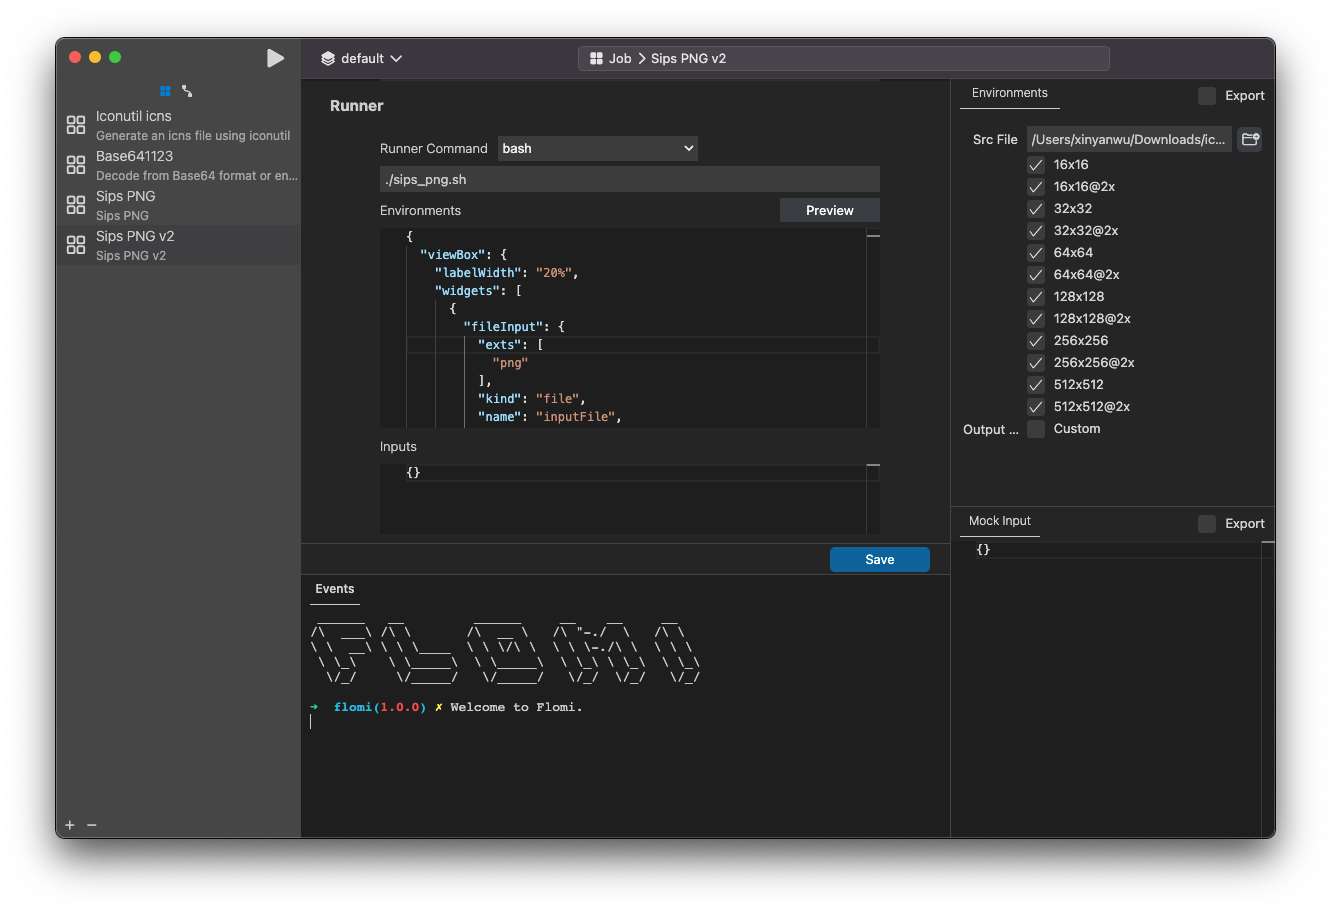 default
Job > Sips PNG v2
Iconutil icns
Generate an icns file using iconutil
Base641123
Decode from Base64 format or en...
Sips PNG
Sips PNG
Sips PNG v2
Sips PNG v2
Runner
Runner Command bash
./sips_png.sh
Environments Preview
{
"viewBox": {
"labelWidth": "20%",
"widgets": [
{
"fileInput": {
"exts": [
"png"
],
"kind": "file",
"name": "inputFile",
Inputs
{}
Save
Events
FLOMI
→ flomi(1.0.0) ✗ Welcome to Flomi.
Environments Export
Src File /Users/xinyanwu/Downloads/ic...
16x16
16x16@2x
32x32
32x32@2x
64x64
64x64@2x
128x128
128x128@2x
256x256
256x256@2x
512x512
512x512@2x
Output ... Custom
Mock Input Export
{}
+ −